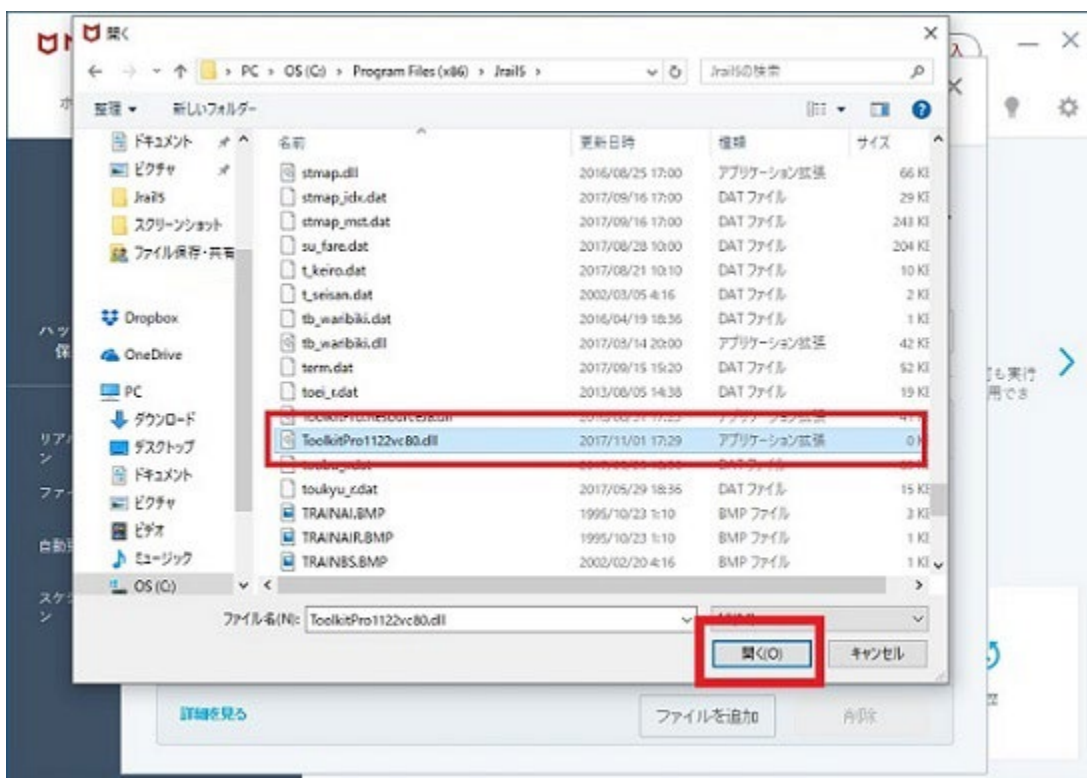 開く
PC › OS (C:) › Program Files (x86) › Jrail5 ›
Jrail5の検索
整理 ▼ 新しいフォルダー
ドキュメント
ピクチャ
Jrail5
スクリーンショット
ファイル保存・共有
Dropbox
OneDrive
PC
ダウンロード
デスクトップ
ドキュメント
ピクチャ
ビデオ
ミュージック
OS (C:)
名前 更新日時 種類 サイズ
stmap.dll 2016/08/25 17:00 アプリケーション拡張 66 KB
stmap_idx.dat 2017/09/16 17:00 DAT ファイル 29 KB
stmap_mst.dat 2017/09/16 17:00 DAT ファイル 243 KB
su_fare.dat 2017/08/28 10:00 DAT ファイル 204 KB
t_keiro.dat 2017/08/21 10:10 DAT ファイル 10 KB
t_seisan.dat 2002/03/05 4:16 DAT ファイル 2 KB
tb_waribiki.dat 2016/04/19 18:36 DAT ファイル 1 KB
tb_waribiki.dll 2017/03/14 20:00 アプリケーション拡張 42 KB
term.dat 2017/09/15 15:20 DAT ファイル 52 KB
toei_r.dat 2013/08/05 14:38 DAT ファイル 19 KB
ToolkitPro1122vc80.dll 2017/11/01 17:29 アプリケーション拡張 0 K
toukyu_r.dat 2017/05/29 18:36 DAT ファイル 15 KB
TRAINAI.BMP 1995/10/23 1:10 BMP ファイル 3 KB
TRAINAIR.BMP 1995/10/23 1:10 BMP ファイル 1 KB
TRAINBS.BMP 2002/02/20 4:16 BMP ファイル 1 KB
ファイル名(N): ToolkitPro1122vc80.dll
開く(O) キャンセル
詳細を見る ファイルを追加 削除